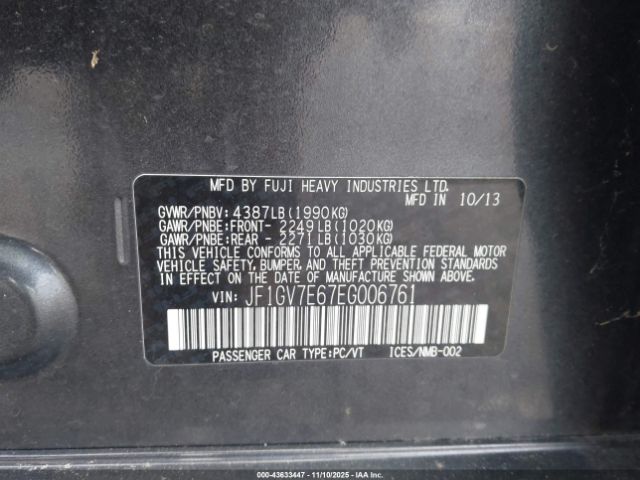 MFD BY FUJI HEAVY INDUSTRIES LTD.
MFD IN 10/13
GVWR/PNBV: 4387LB(1990KG)
GAWR/PNBE:FRONT- 2249LB(1020KG)
GAWR/PNBE:REAR - 2271LB(1030KG)
THIS VEHICLE CONFORMS TO ALL APPLICABLE FEDERAL MOTOR
VEHICLE SAFETY, BUMPER, AND THEFT PREVENTION STANDARDS
IN EFFECT ON THE DATE OF MANUFACTURE SHOWN ABOVE.
VIN: JF1GV7E67EG006761
PASSENGER CAR TYPE:PC/VT ICES/NMB-002
000-43633447 - 11/10/2025 - IAAI.COM